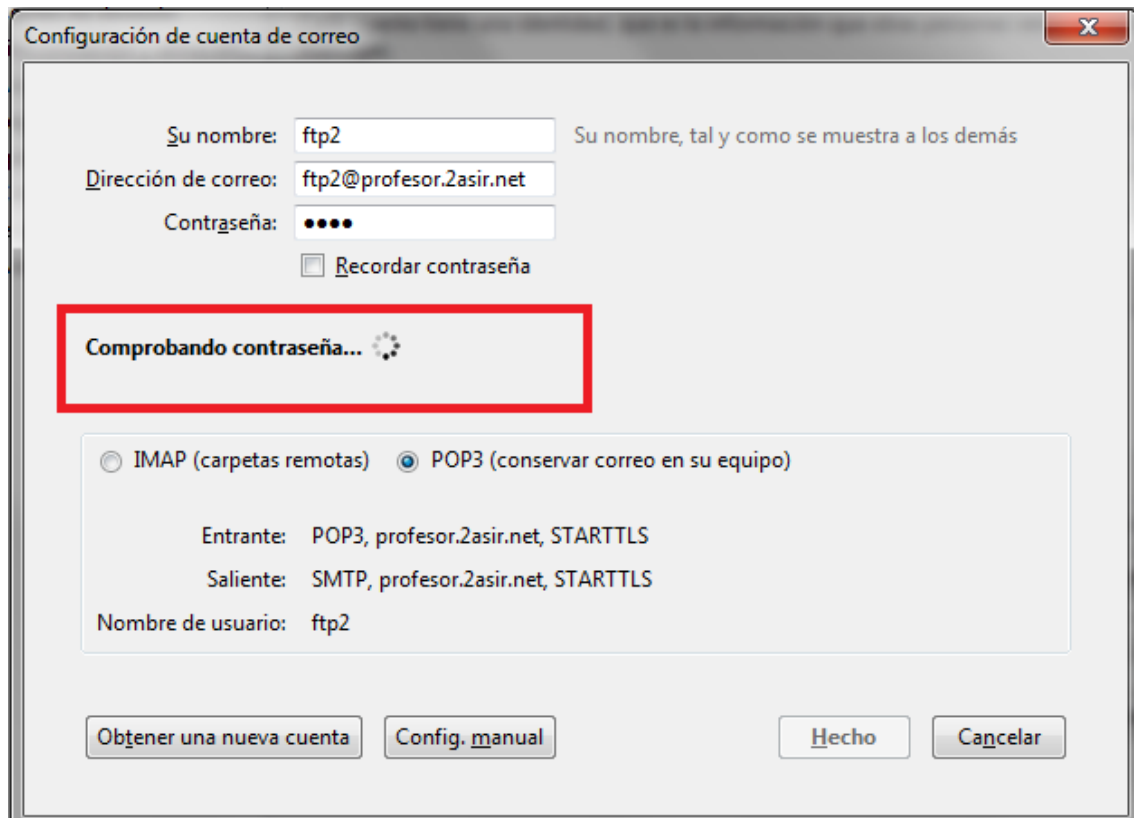 Configuración de cuenta de correo
Su nombre: ftp2 Su nombre, tal y como se muestra a los demás
Dirección de correo: ftp2@profesor.2asir.net
Contraseña: ••••
Recordar contraseña
Comprobando contraseña...
IMAP (carpetas remotas) POP3 (conservar correo en su equipo)
Entrante: POP3, profesor.2asir.net, STARTTLS
Saliente: SMTP, profesor.2asir.net, STARTTLS
Nombre de usuario: ftp2
Obtener una nueva cuenta Config. manual Hecho Cancelar